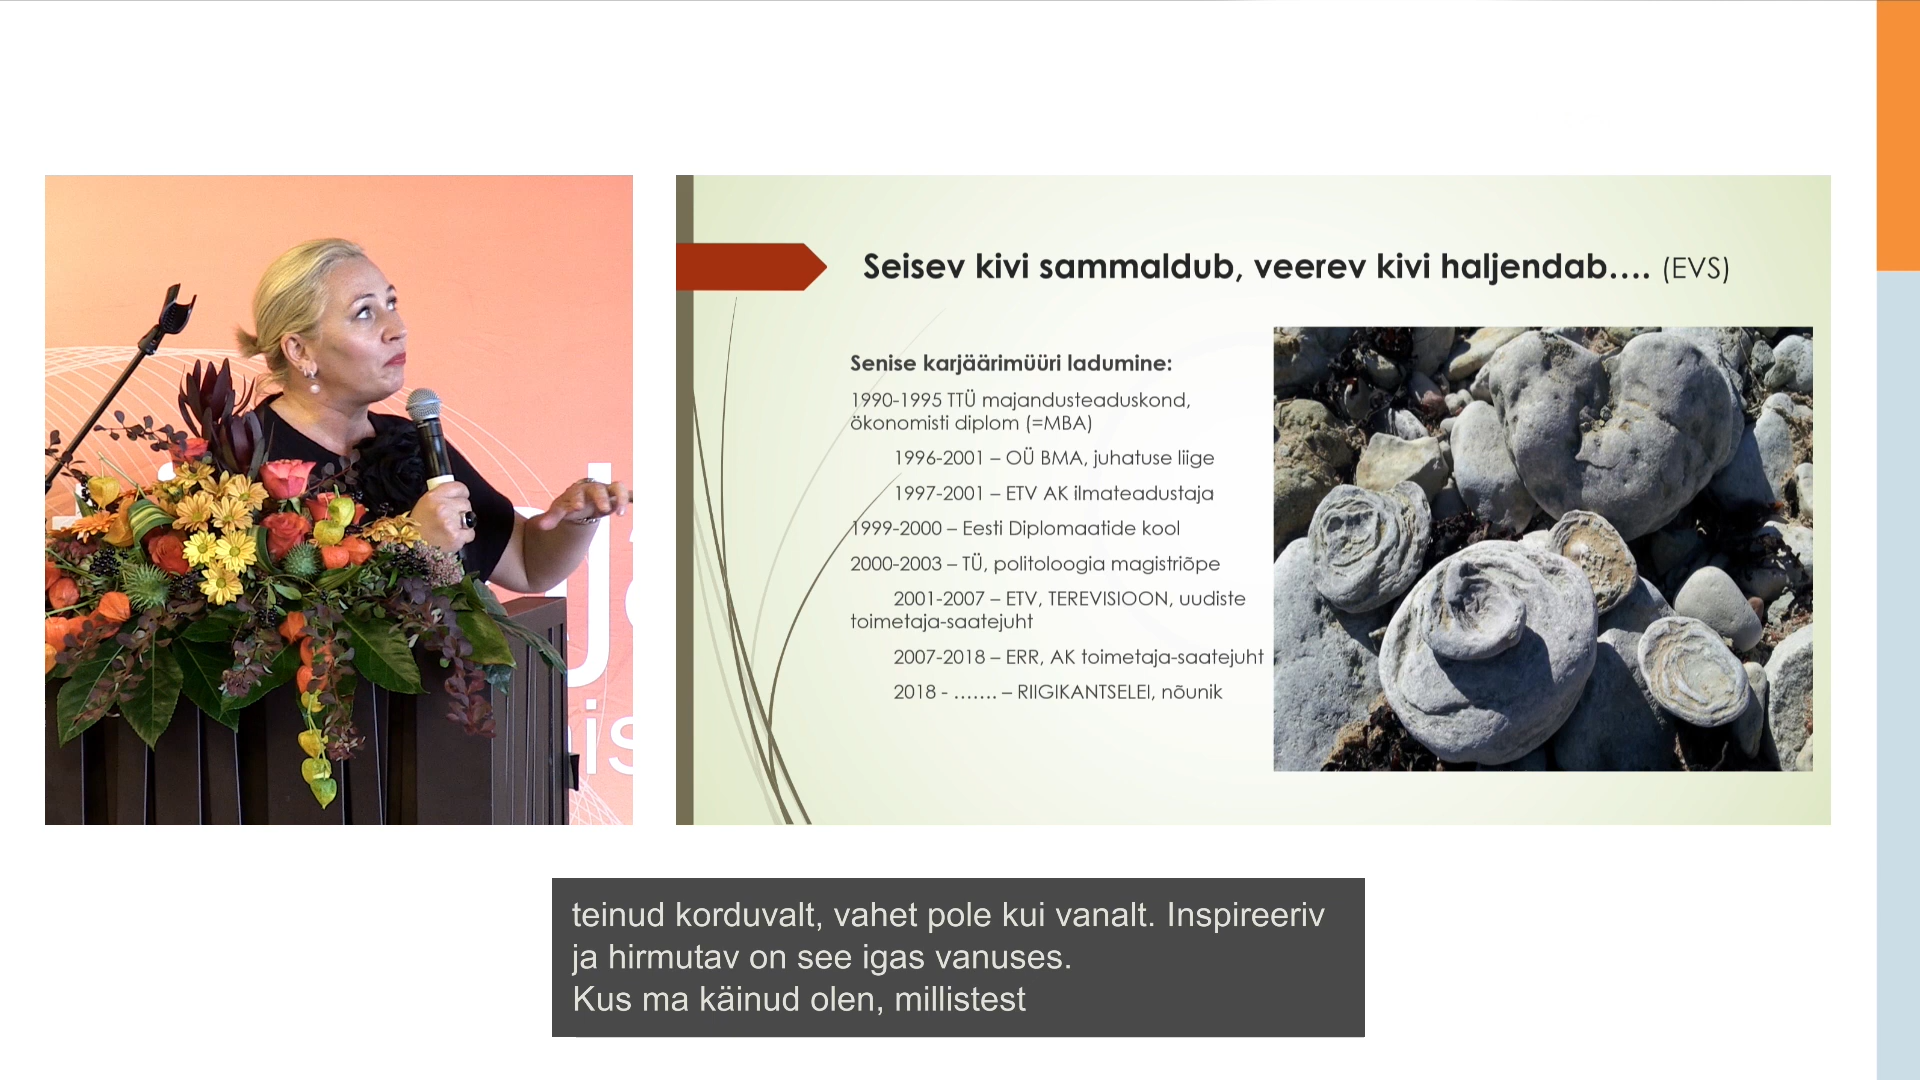 Seisev kivi sammaldub, veerev kivi haljendab…. (EVS)
Senise karjäärimüüri ladumine:
1990-1995 TTÜ majandusteaduskond,
ökonomisti diplom (=MBA)
1996-2001 – OÜ BMA, juhatuse liige
1997-2001 – ETV AK ilmateadustaja
1999-2000 – Eesti Diplomaatide kool
2000-2003 – TÜ, politoloogia magistriõpe
2001-2007 – ETV, TEREVISIOON, uudiste
toimetaja-saatejuht
2007-2018 – ERR, AK toimetaja-saatejuht
2018 - ……. – RIIGIKANTSELEI, nõunik
teinud korduvalt, vahet pole kui vanalt. Inspireeriv
ja hirmutav on see igas vanuses.
Kus ma käinud olen, millistest